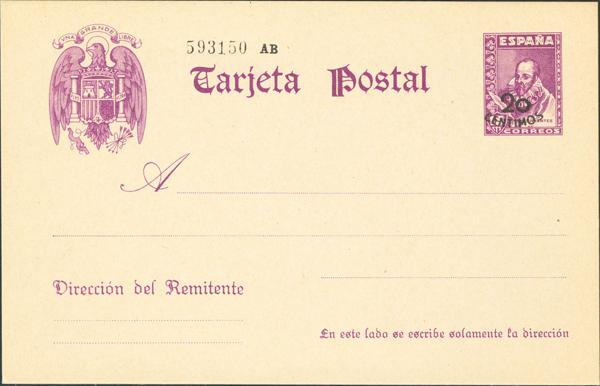 UNA GRANDE LIBRE
593150 AB
Tarjeta Postal
ESPAÑA
20
CENTIMOS
CORREOS
A
Dirección del Remitente
En este lado se escribe solamente la dirección